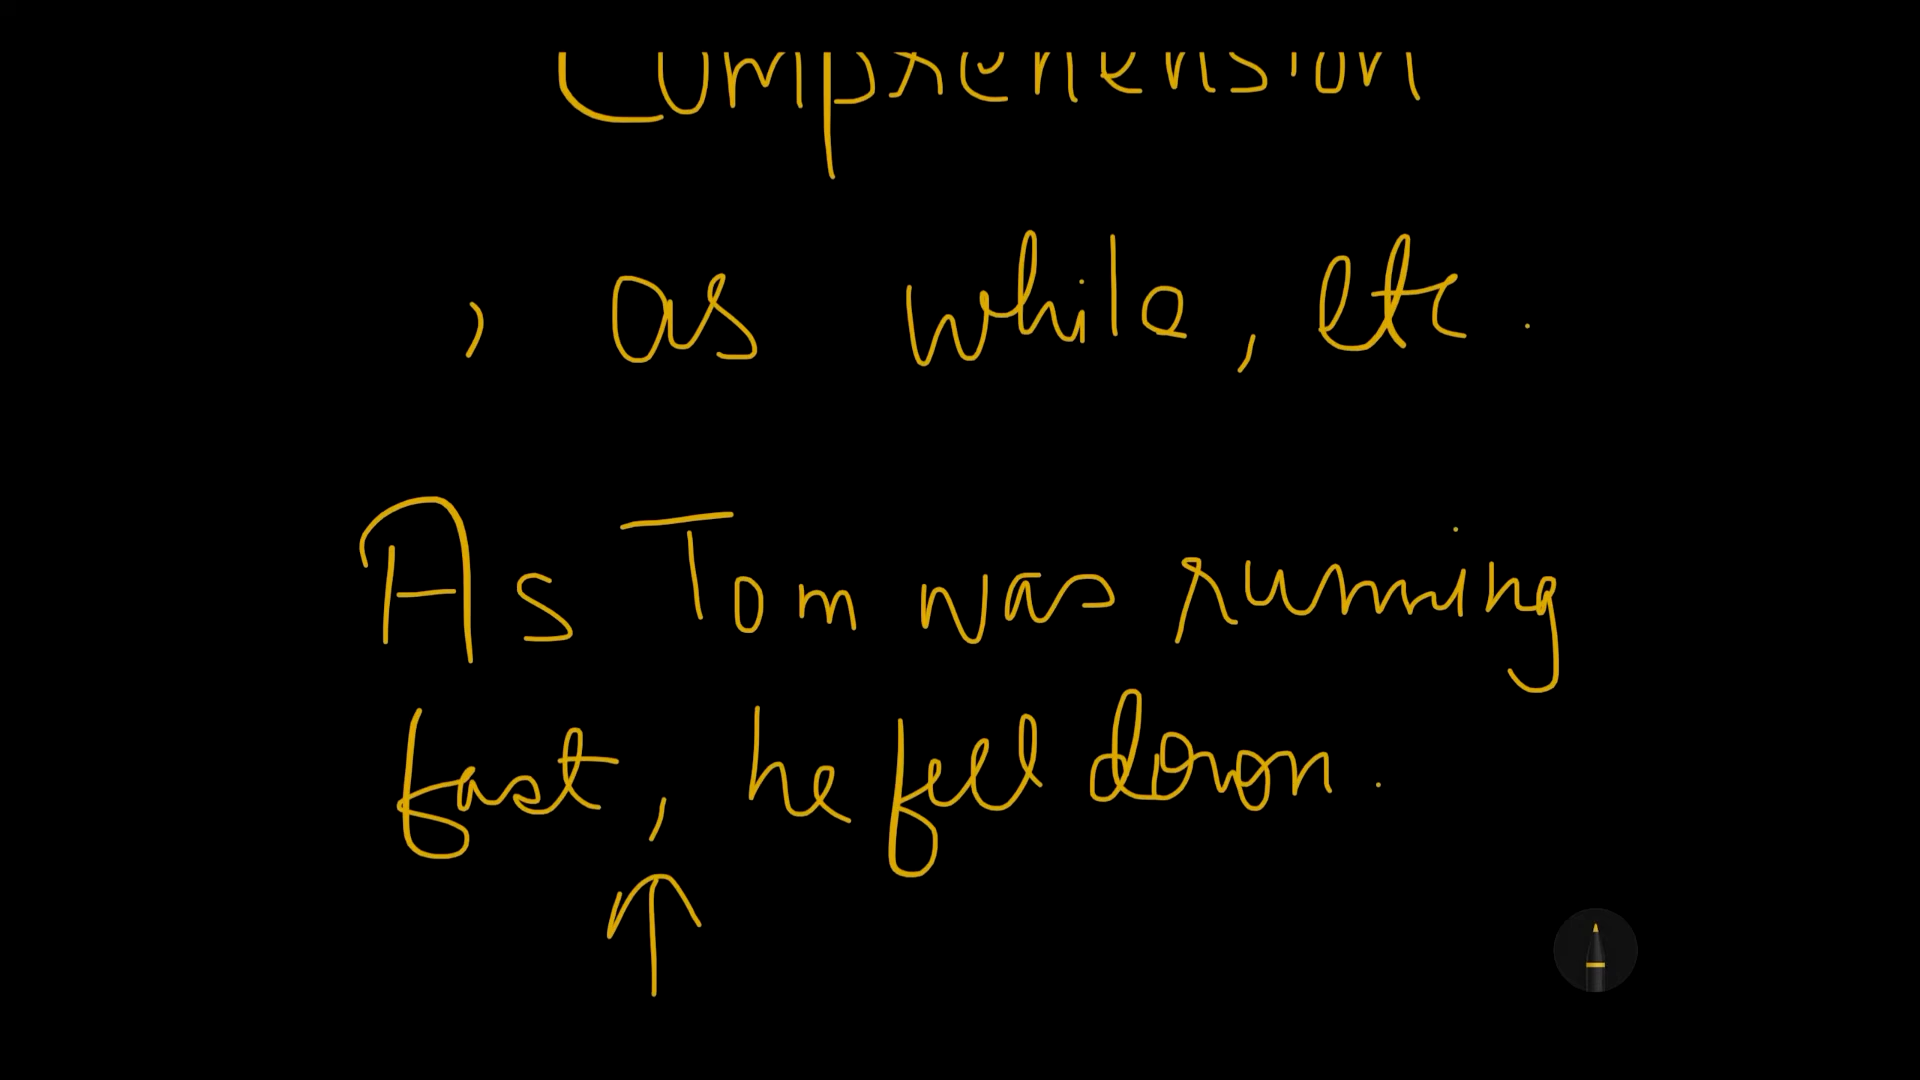 Comprehension
, as while, etc.
As Tom was running
fast, he fell down.